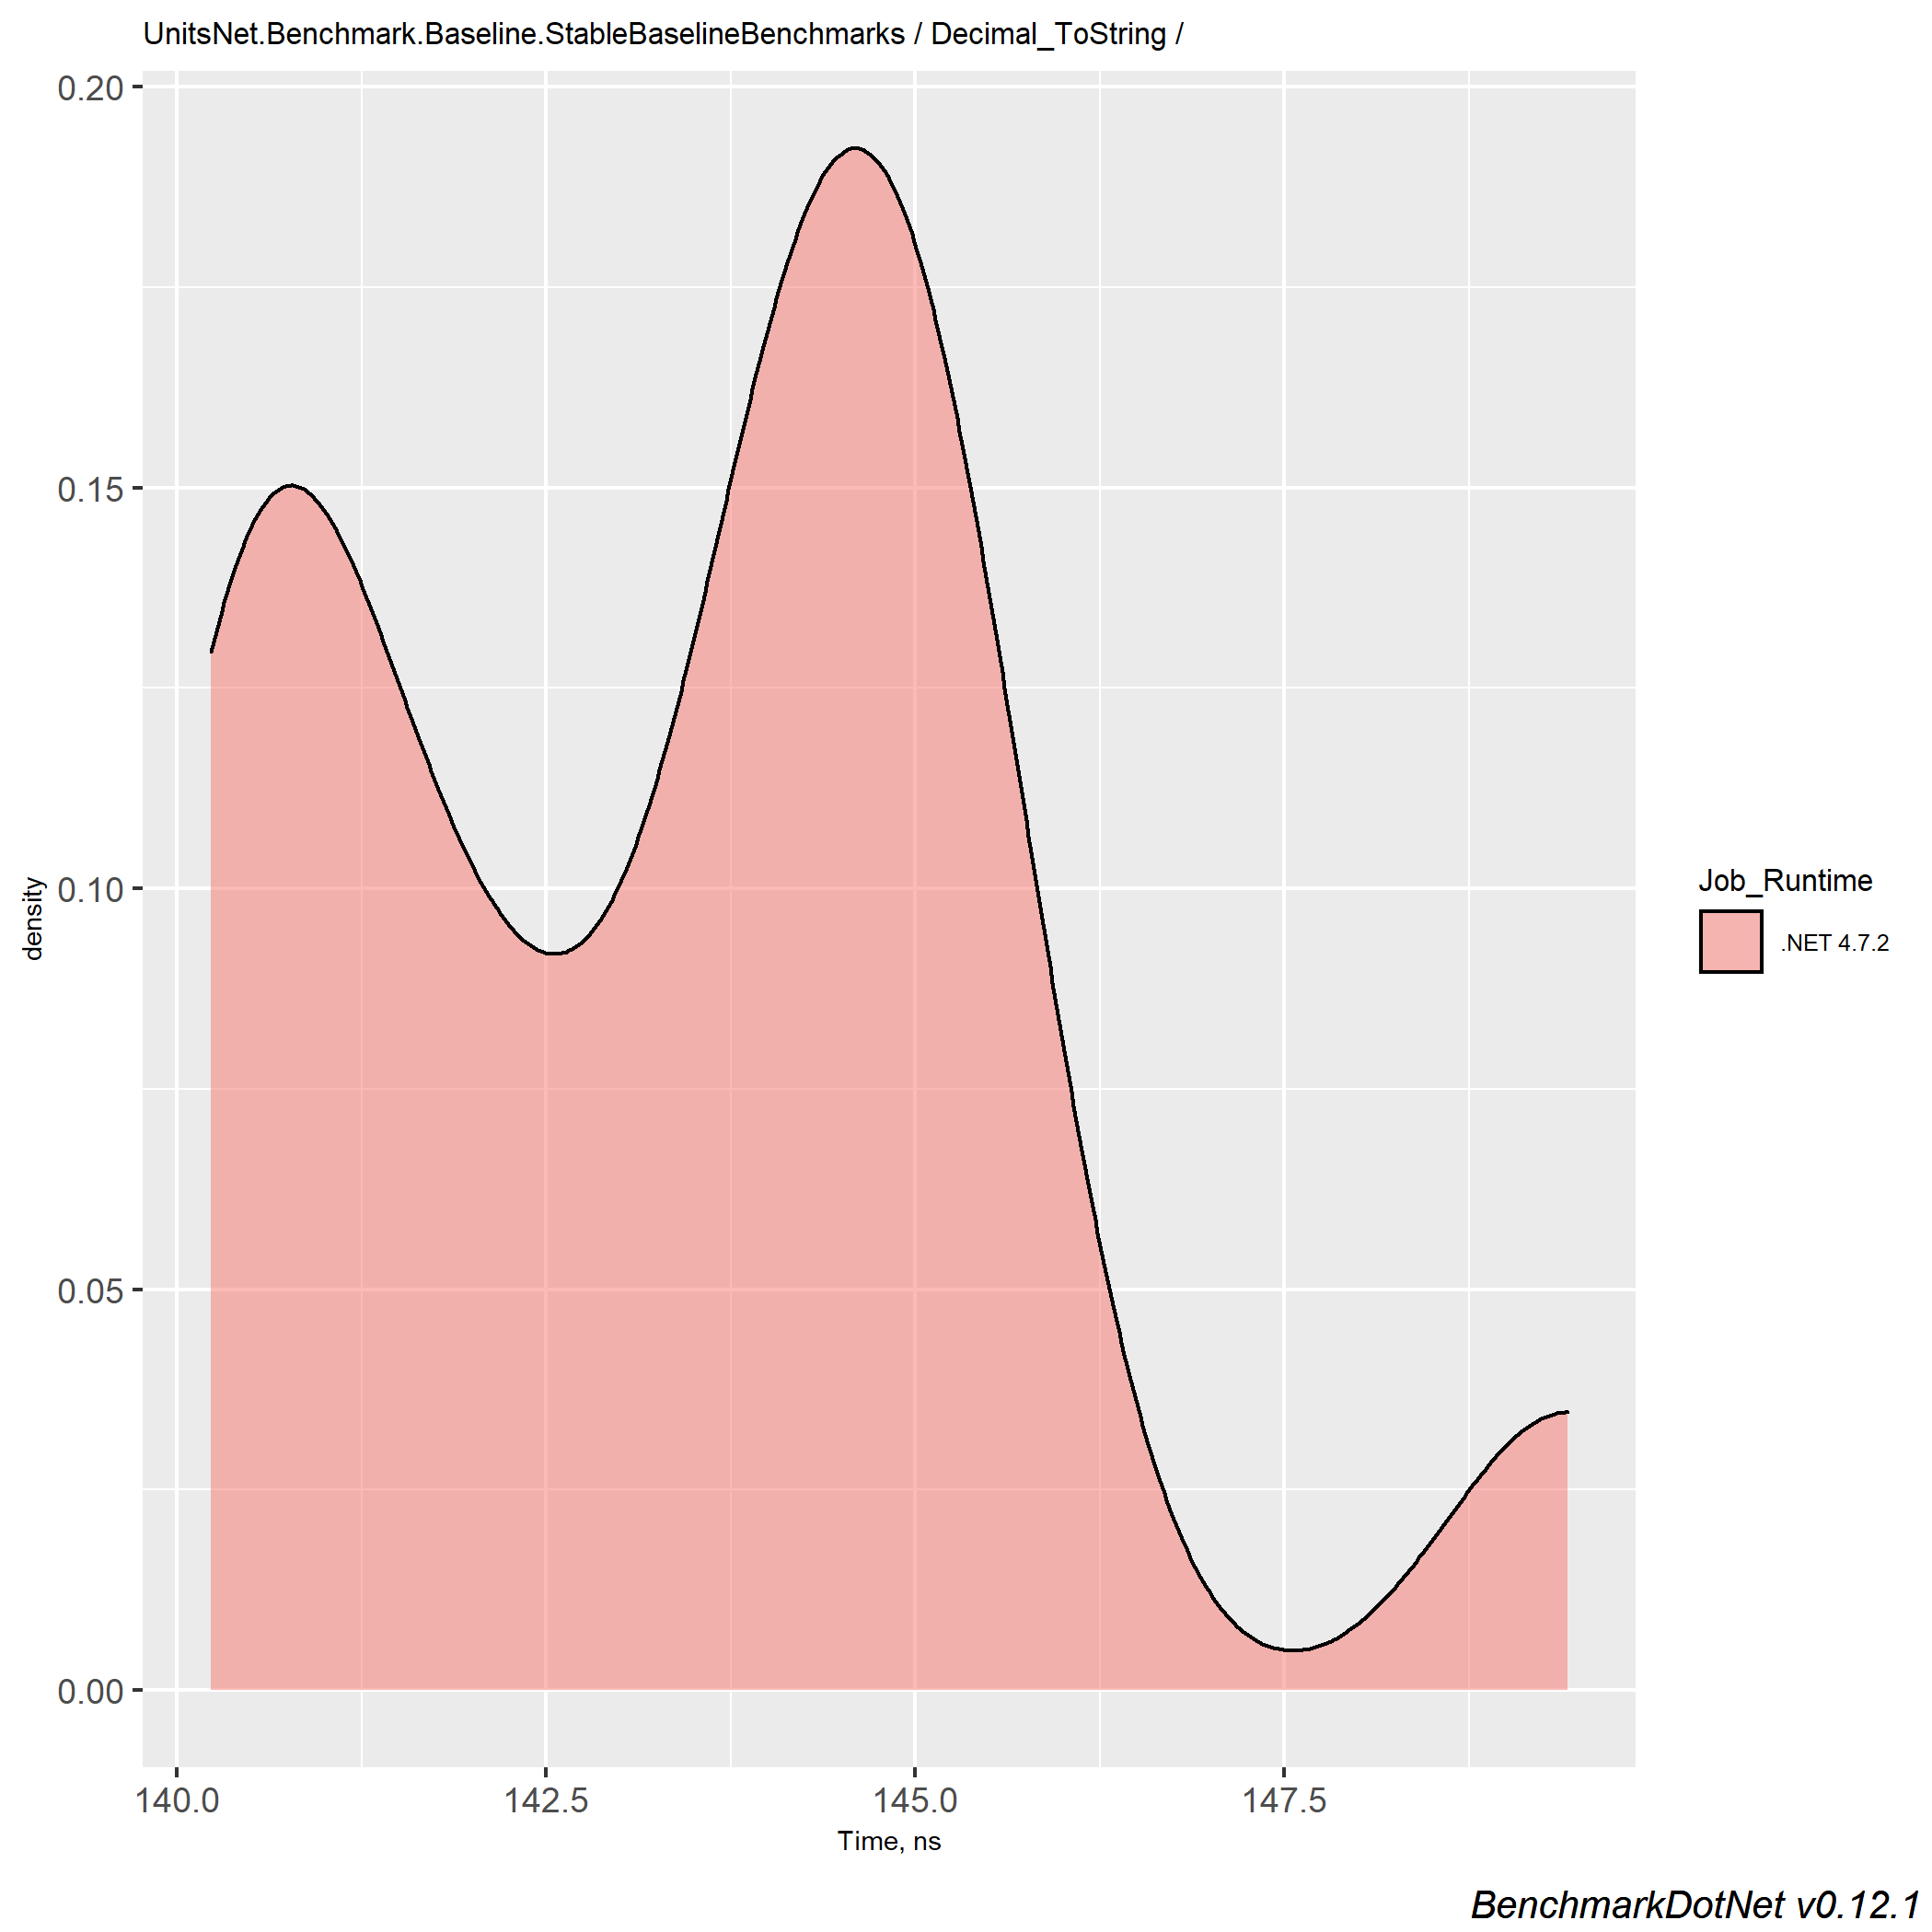 UnitsNet.Benchmark.Baseline.StableBaselineBenchmarks / Decimal_ToString /
0.20
0.15
0.10
0.05
0.00
density
140.0 142.5 145.0 147.5
Time, ns
Job_Runtime
.NET 4.7.2
BenchmarkDotNet v0.12.1